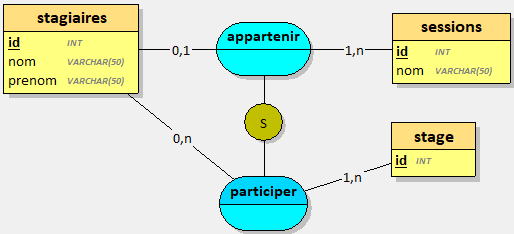 stagiaires
id INT
nom VARCHAR(50)
prenom VARCHAR(50)
0,1
appartenir
1,n
sessions
id INT
nom VARCHAR(50)
S
0,n
participer
1,n
stage
id INT